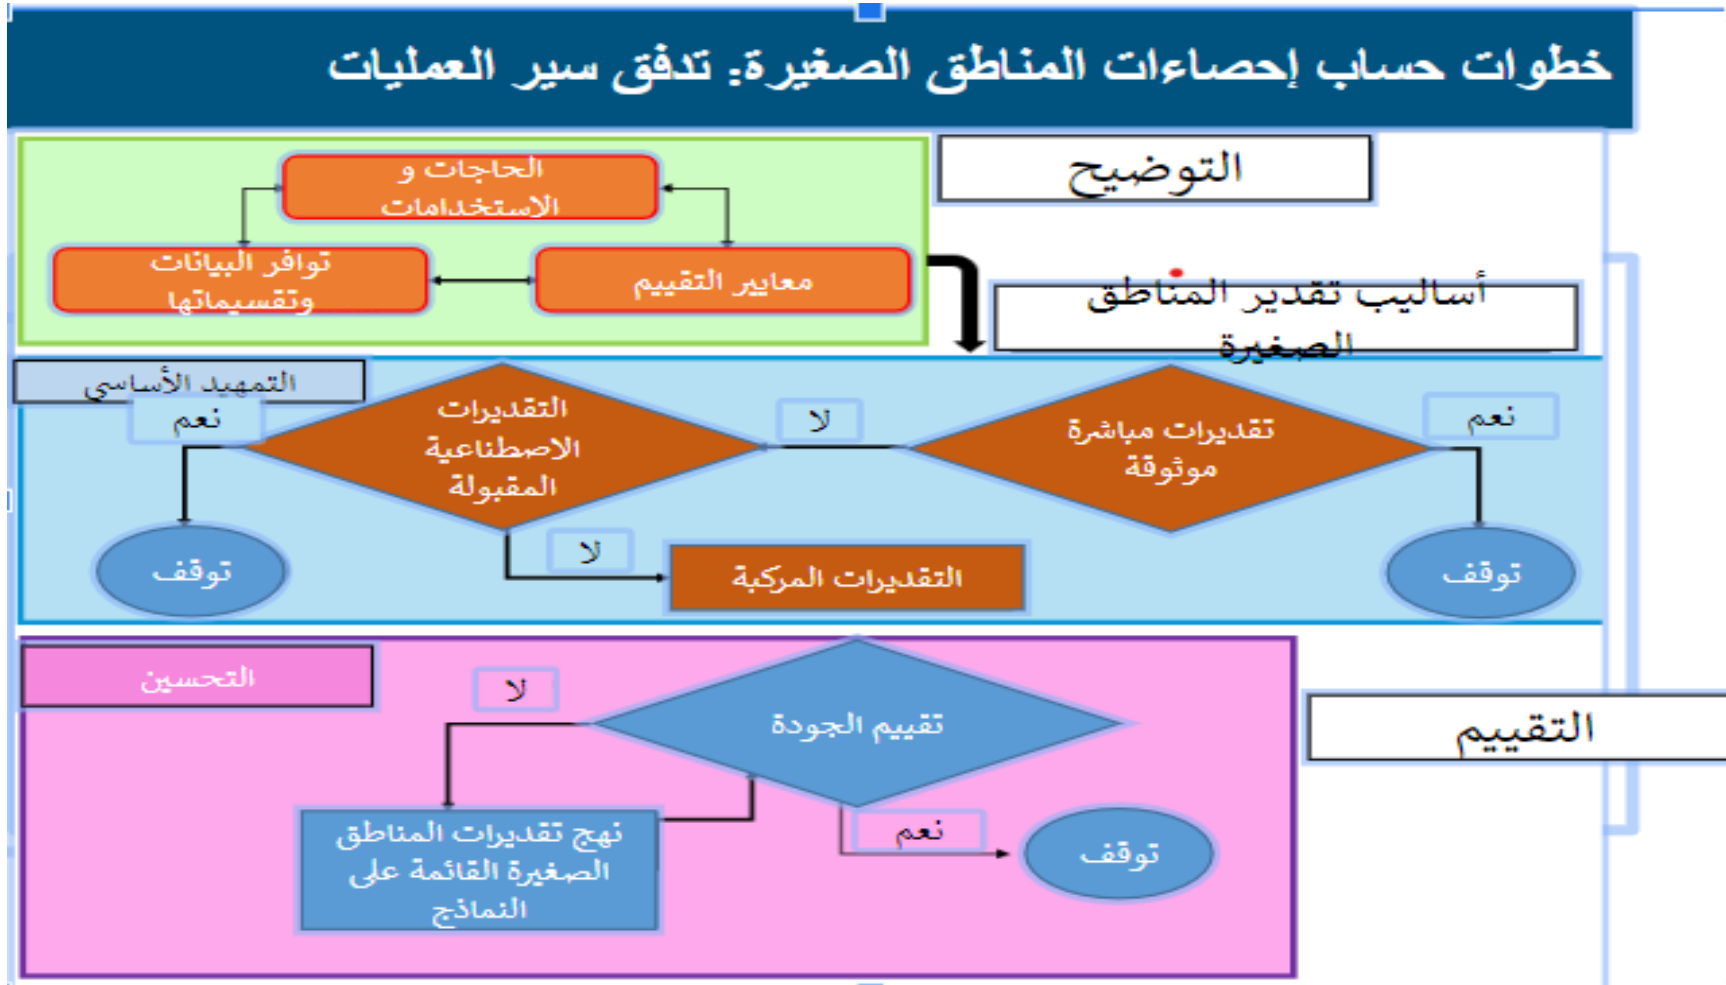 خطوات حساب إحصاءات المناطق الصغيرة: تدفق سير العمليات
التوضيح
الحاجات و
الاستخدامات
معايير التقييم
توافر البيانات
وتقسيماتها
أساليب تقدير المناطق
الصغيرة
التمهيد الأساسي
نعم
تقديرات مباشرة
موثوقة
لا
التقديرات
الاصطناعية
المقبولة
نعم
توقف
لا
التقديرات المركبة
توقف
التقييم
التحسين
تقييم الجودة
لا
نعم
توقف
نهج تقديرات المناطق
الصغيرة القائمة على
النماذج